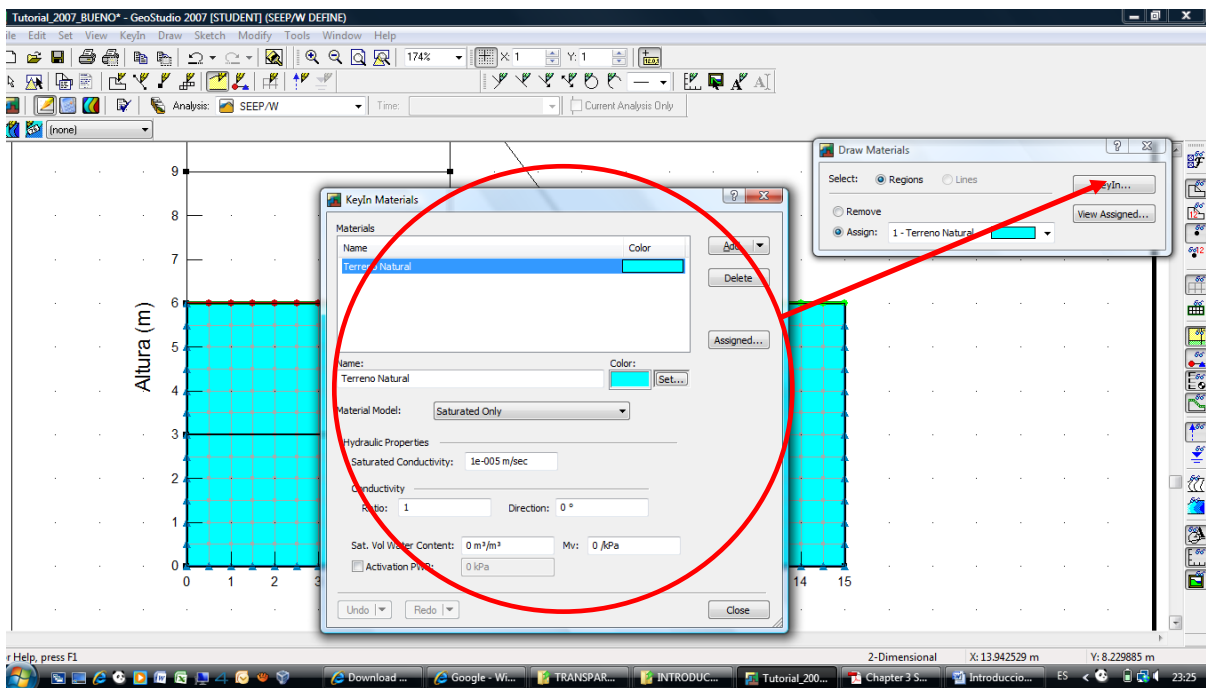 Tutorial_2007_BUENO* - GeoStudio 2007 [STUDENT] (SEEP/W DEFINE)
Edit Set View KeyIn Draw Sketch Modify Tools Window Help
174% X: 1 Y: 1
Analysis: SEEP/W Time: Current Analysis Only
(none)
Draw Materials
Select: Regions Lines
Remove View Assigned...
Assign: 1 - Terreno Natural
KeyIn Materials
Materials
Name Color
Terreno Natural
Delete
Assigned...
Name: Color:
Terreno Natural Set...
Material Model: Saturated Only
Hydraulic Properties
Saturated Conductivity: 1e-005 m/sec
Conductivity
Ratio: 1 Direction: 0 °
Sat. Vol Water Content: 0 m³/m³ Mv: 0 /kPa
Activation PWP: 0 kPa
Undo Redo Close
Altura (m)
9
8
7
6
5
4
3
2
1
0
0 1 2 3 14 15
Help, press F1 2-Dimensional X: 13.942529 m Y: 8.229885 m
Download ... Google - Wi... TRANSPAR... INTRODUC... Tutorial_200... Chapter 3 S... Introduccio... ES 23:25